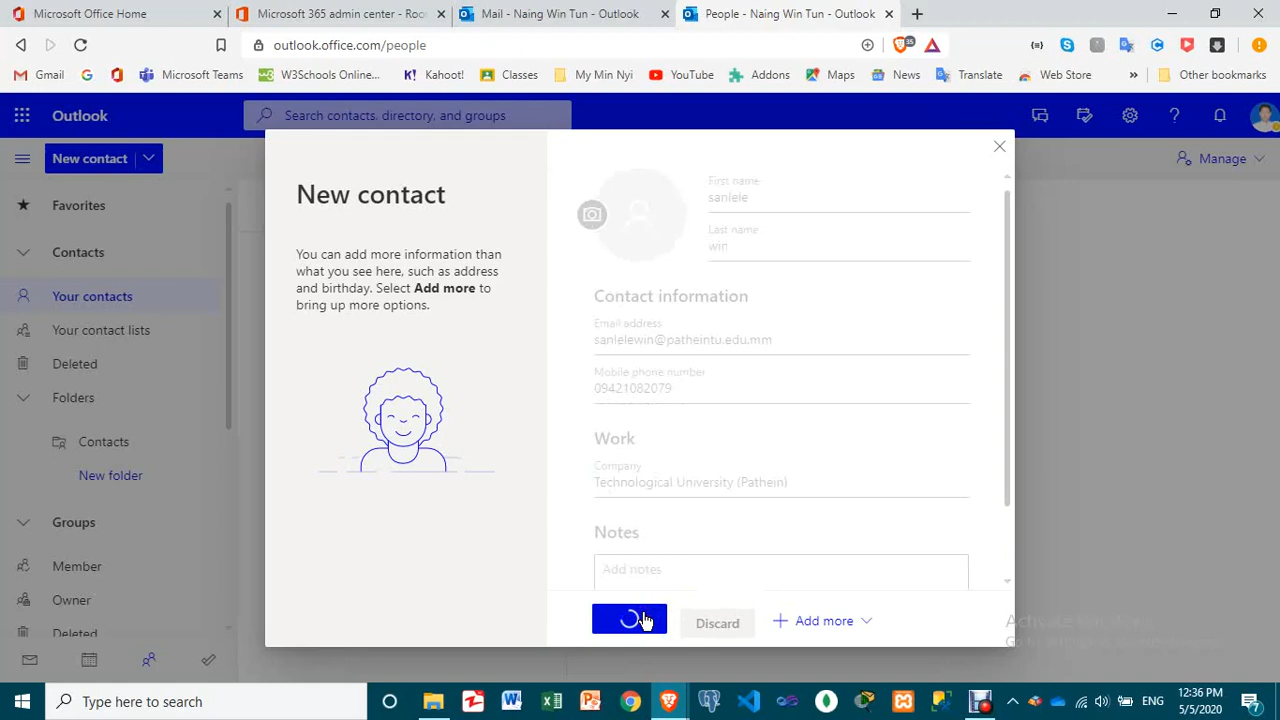 Microsoft Office Home
Microsoft 365 admin center - Roo
Mail - Naing Win Tun - Outlook
People - Naing Win Tun - Outlook
outlook.office.com/people
35
Gmail
Microsoft Teams
W3Schools Online...
Kahoot!
Classes
My Min Nyi
YouTube
Addons
Maps
News
Translate
Web Store
Other bookmarks
Outlook
Search contacts, directory, and groups
New contact
Manage
Favorites
Contacts
Your contacts
Your contact lists
Deleted
Folders
Contacts
New folder
Groups
Member
Owner
Deleted
New contact
You can add more information than
what you see here, such as address
and birthday. Select Add more to
bring up more options.
First name
sanlele
Last name
win
Contact information
Email address
sanlelewin@patheintu.edu.mm
Mobile phone number
09421082079
Work
Company
Technological University (Pathein)
Notes
Add notes
Discard
Add more
Type here to search
ENG
12:36 PM
5/5/2020
7